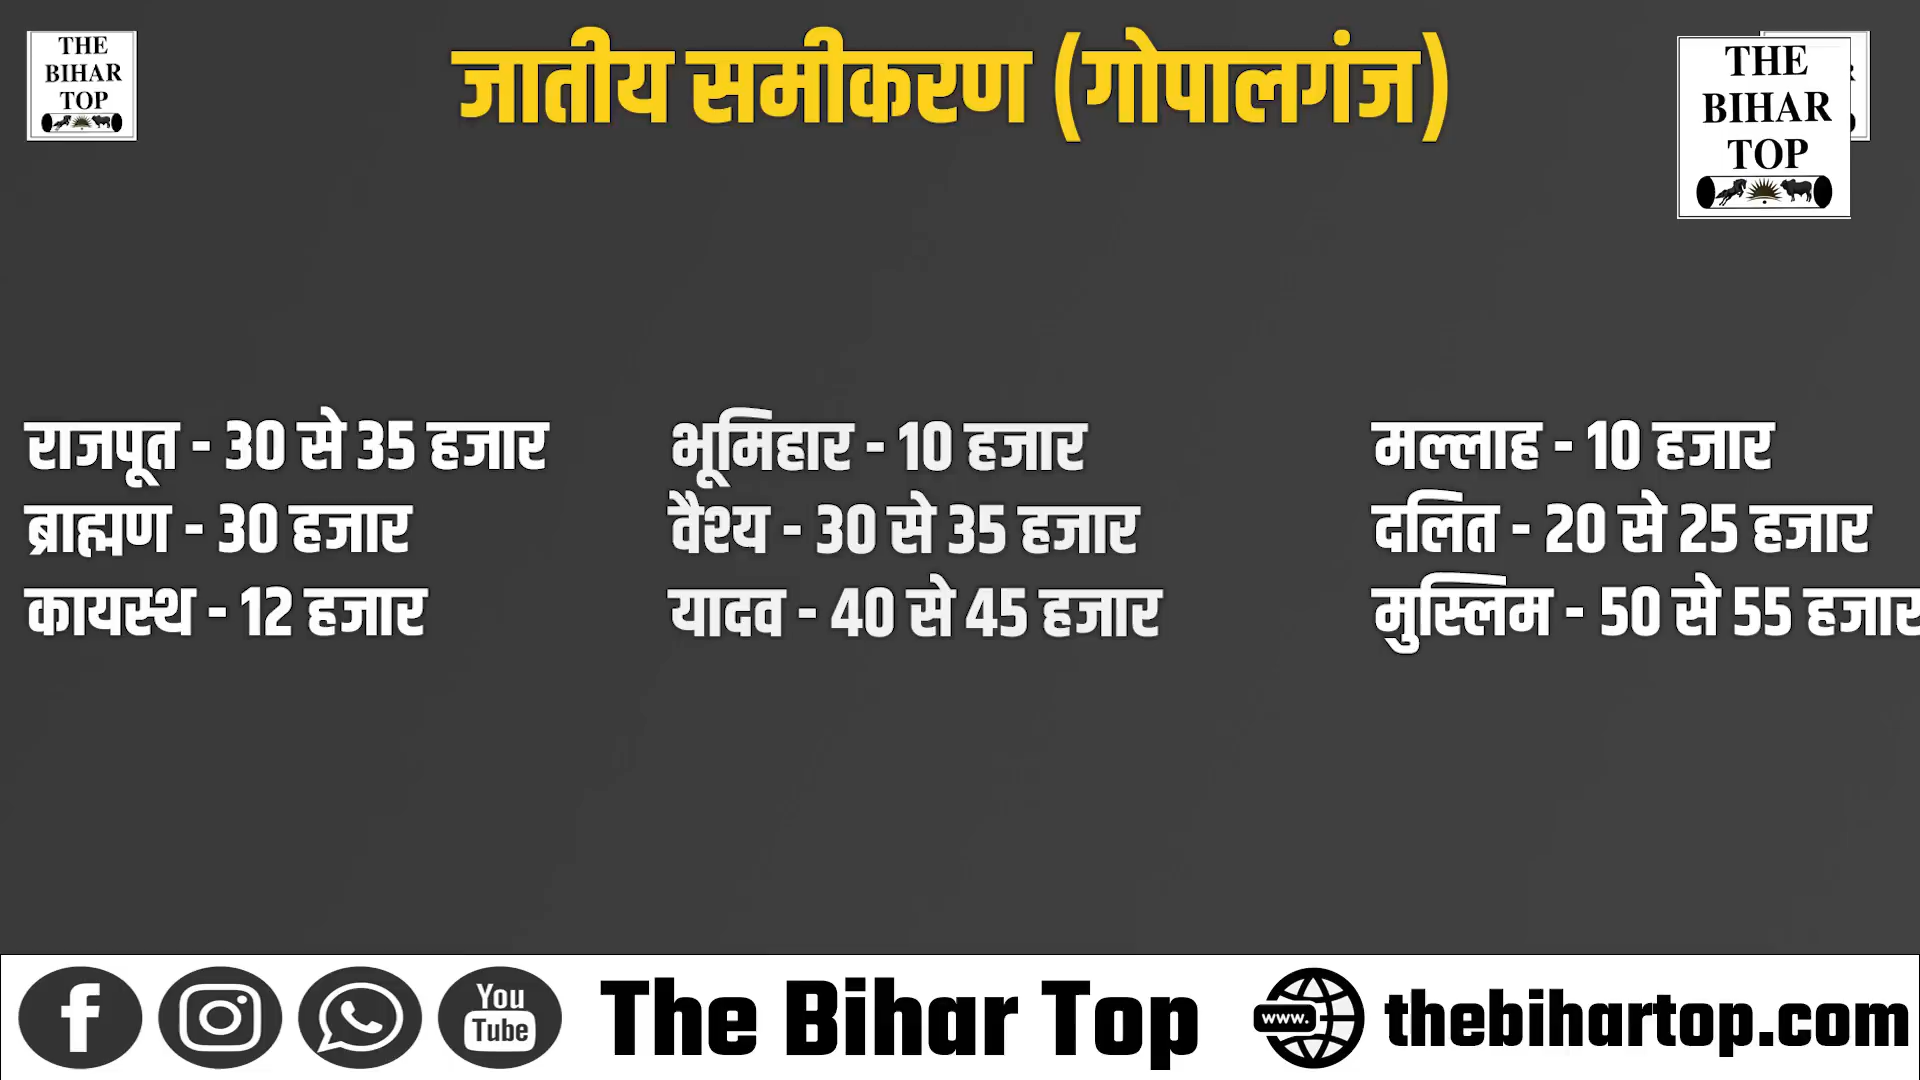 THE
BIHAR
TOP
जातीय समीकरण (गोपालगंज)
THE
BIHAR
TOP
राजपूत - 30 से 35 हजार
ब्राह्मण - 30 हजार
कायस्थ - 12 हजार
भूमिहार - 10 हजार
वैश्य - 30 से 35 हजार
यादव - 40 से 45 हजार
मल्लाह - 10 हजार
दलित - 20 से 25 हजार
मुस्लिम - 50 से 55 हजार
You
Tube
The Bihar Top
www.
thebihartop.com